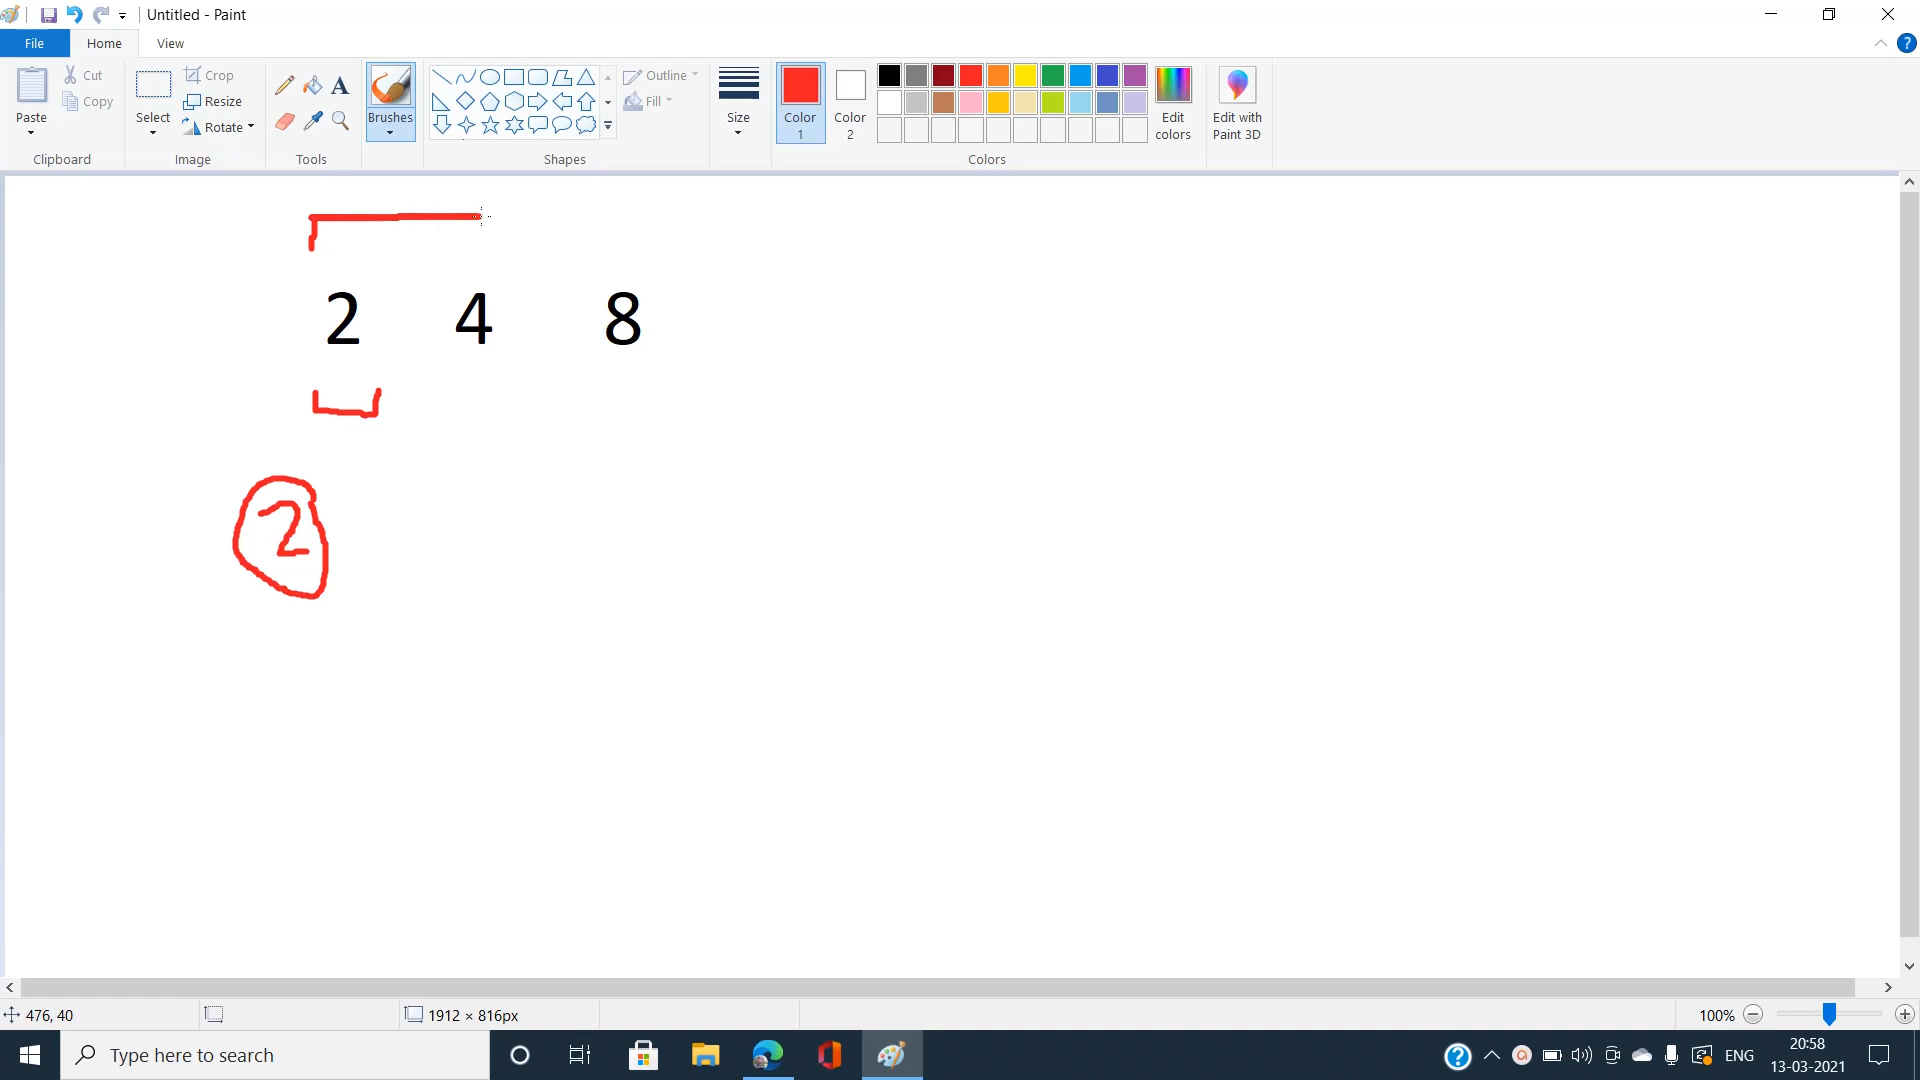 Untitled - Paint
File Home View
Paste
Cut
Copy
Clipboard
Select
Crop
Resize
Rotate
Image
A
Tools
Brushes
Outline
Fill
Shapes
Size
Color 1
Color 2
Edit colors
Colors
Edit with Paint 3D
?
2 4 8
2
476, 40
1912 × 816px
100%
Type here to search
?
ENG
20:58
13-03-2021